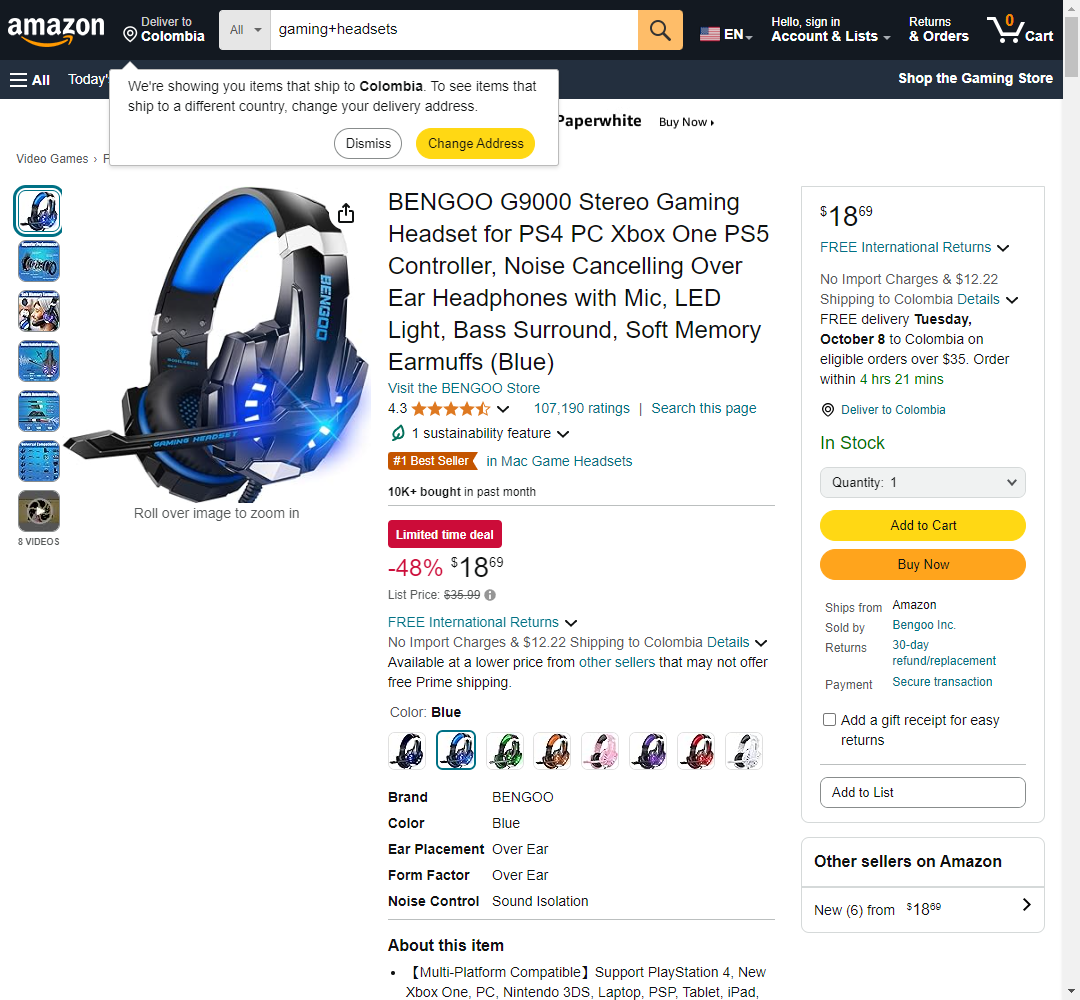 amazon
Deliver to
Colombia
All
gaming+headsets
EN
Hello, sign in
Account & Lists
Returns
& Orders
0
Cart
All
Today's
Shop the Gaming Store
We're showing you items that ship to Colombia. To see items that
ship to a different country, change your delivery address.
Dismiss
Change Address
Paperwhite
Buy Now
Video Games ›
BENGOO
GAMING HEADSET
Roll over image to zoom in
8 VIDEOS
BENGOO G9000 Stereo Gaming
Headset for PS4 PC Xbox One PS5
Controller, Noise Cancelling Over
Ear Headphones with Mic, LED
Light, Bass Surround, Soft Memory
Earmuffs (Blue)
Visit the BENGOO Store
4.3
107,190 ratings | Search this page
1 sustainability feature
#1 Best Seller in Mac Game Headsets
10K+ bought in past month
Limited time deal
-48% $18 69
List Price: $35.99
FREE International Returns
No Import Charges & $12.22 Shipping to Colombia Details
Available at a lower price from other sellers that may not offer
free Prime shipping.
Color: Blue
Brand BENGOO
Color Blue
Ear Placement Over Ear
Form Factor Over Ear
Noise Control Sound Isolation
About this item
• 【Multi-Platform Compatible】Support PlayStation 4, New
Xbox One, PC, Nintendo 3DS, Laptop, PSP, Tablet, iPad,
$18 69
FREE International Returns
No Import Charges & $12.22
Shipping to Colombia Details
FREE delivery Tuesday,
October 8 to Colombia on
eligible orders over $35. Order
within 4 hrs 21 mins
Deliver to Colombia
In Stock
Quantity: 1
Add to Cart
Buy Now
Ships from Amazon
Sold by Bengoo Inc.
Returns 30-day
refund/replacement
Payment Secure transaction
Add a gift receipt for easy
returns
Add to List
Other sellers on Amazon
New (6) from $18 69